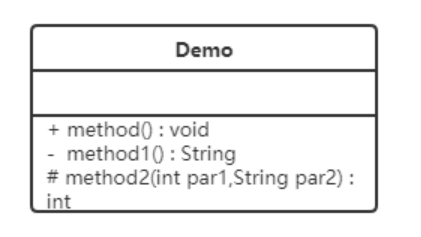 Demo
+ method() : void
- method1() : String
# method2(int par1,String par2) :
int